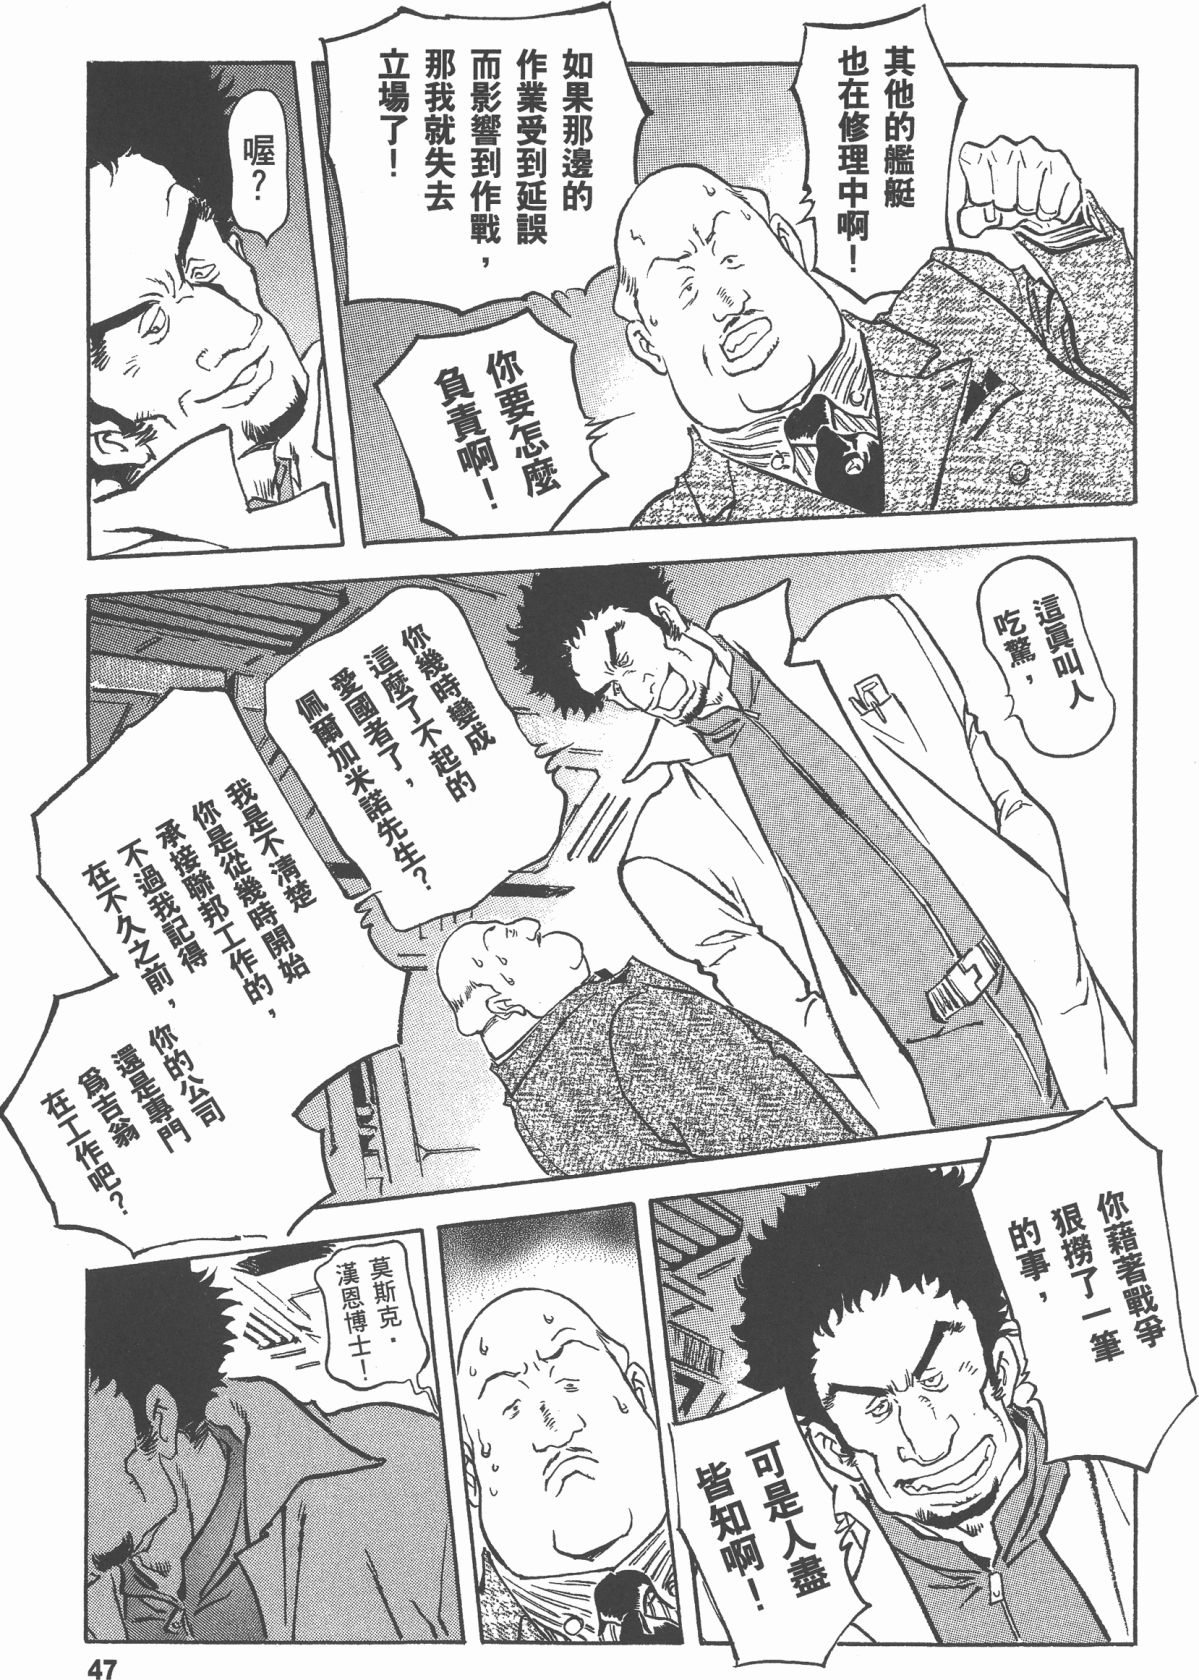 其他的艦艇
也在修理中啊！
如果那邊的
作業受到延誤
而影響到作戰，
那我就失去
立場了！
你要怎麼
負責啊！
喔？
這眞叫人
吃驚，
你幾時變成
這麼了不起的
愛國者了，
佩爾加米諾先生？
我是不清楚
你是從幾時開始
承接聯邦工作的，
不過我記得
在不久之前，
你的公司
還是專門
爲吉翁
在工作吧？
你藉著戰爭
狠撈了一筆
的事，
可是人盡
皆知啊！
莫斯克．
漢恩博士！
47